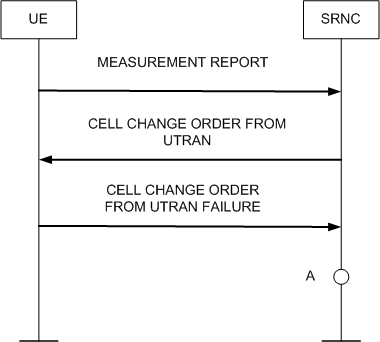 UE
SRNC
MEASUREMENT REPORT
CELL CHANGE ORDER FROM
UTRAN
CELL CHANGE ORDER
FROM UTRAN FAILURE
A